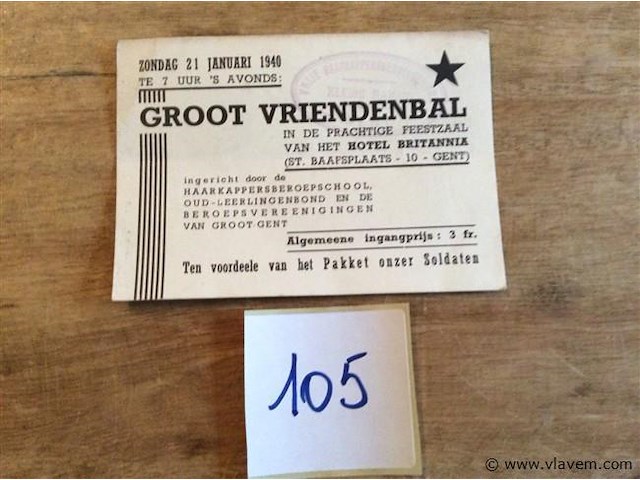 ZONDAG 21 JANUARI 1940
TE 7 UUR 'S AVONDS:
GROOT VRIENDENBAL
IN DE PRACHTIGE FEESTZAAL
VAN HET HOTEL BRITANNIA
(ST. BAAFSPLAATS - 10 - GENT)
ingericht door de
HAARKAPPERSBEROEPSCHOOL,
OUD-LEERLINGENBOND EN DE
BEROEPSVEREENIGINGEN
VAN GROOT-GENT
Algemeene ingangprijs : 3 fr.
Ten voordeele van het Pakket onzer Soldaten
105
© www.vlavem.com